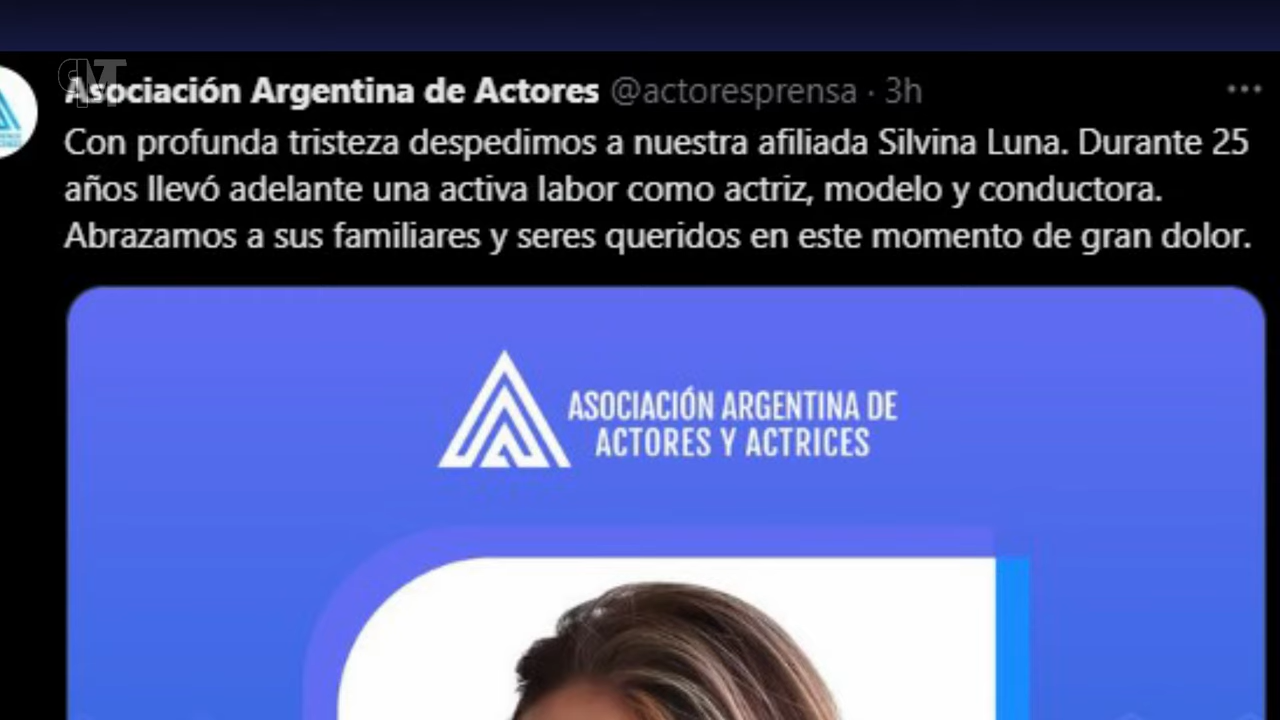 Asociación Argentina de Actores @actoresprensa · 3h
Con profunda tristeza despedimos a nuestra afiliada Silvina Luna. Durante 25
años llevó adelante una activa labor como actriz, modelo y conductora.
Abrazamos a sus familiares y seres queridos en este momento de gran dolor.
ASOCIACIÓN ARGENTINA DE
ACTORES Y ACTRICES